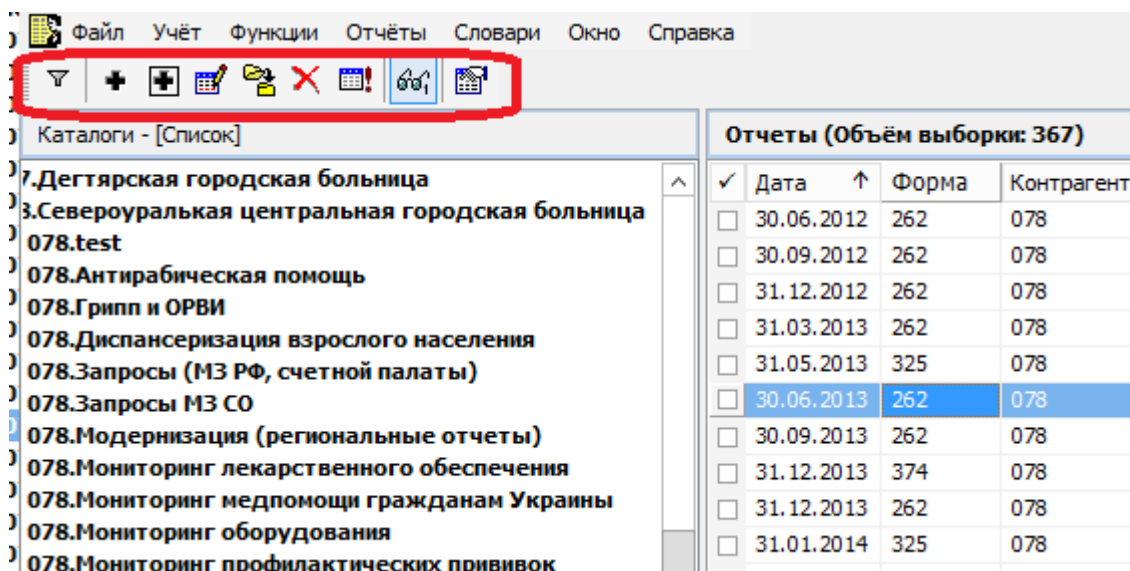 Файл Учёт Функции Отчёты Словари Окно Справка
Каталоги - [Список]
7.Дегтярская городская больница
8.Североуралькая центральная городская больница
078.test
078.Антирабическая помощь
078.Грипп и ОРВИ
078.Диспансеризация взрослого населения
078.Запросы (МЗ РФ, счетной палаты)
078.Запросы МЗ СО
078.Модернизация (региональные отчеты)
078.Мониторинг лекарственного обеспечения
078.Мониторинг медпомощи гражданам Украины
078.Мониторинг оборудования
078.Мониторинг профилактических прививок
Отчеты (Объём выборки: 367)
✓ Дата ↑ Форма Контрагент
30.06.2012 262 078
30.09.2012 262 078
31.12.2012 262 078
31.03.2013 262 078
31.05.2013 325 078
30.06.2013 262 078
30.09.2013 262 078
31.12.2013 374 078
31.12.2013 262 078
31.01.2014 325 078